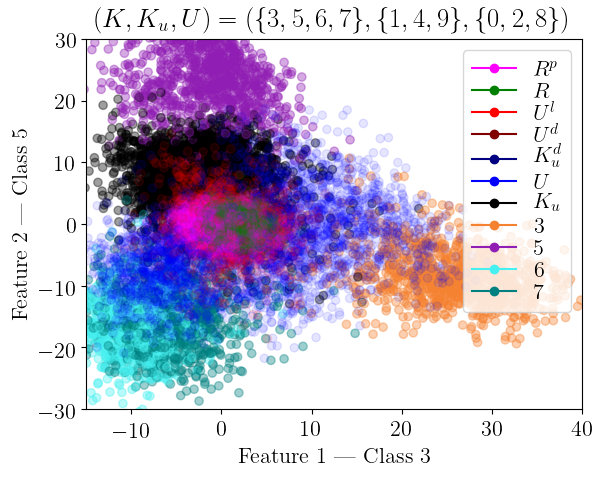 (K, K_u, U) = ({3, 5, 6, 7}, {1, 4, 9}, {0, 2, 8})
30
20
10
0
−10
−20
−30
Feature 2 — Class 5
R^p
R
U^l
U^d
K_u^d
U
K_u
3
5
6
7
−10
0
10
20
30
40
Feature 1 — Class 3